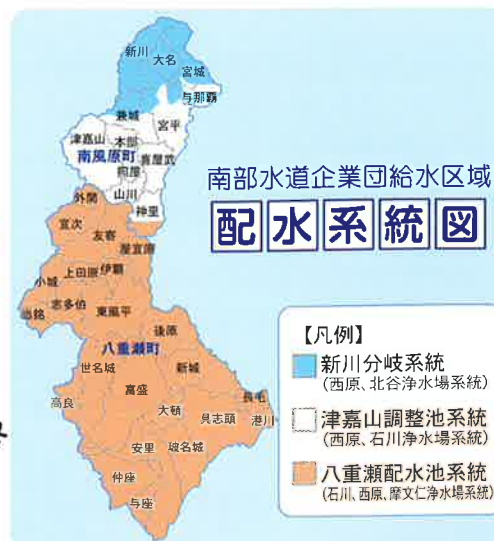 南部水道企業団給水区域
配水系統図
新川
大名
宮城
与那覇
兼城
宮平
津嘉山
本部
喜屋武
南風原町
照屋
山川
神里
外間
宜次
友寄
屋宜原
上田原
伊覇
小城
志多伯
東風平
志銘
後原
八重瀬町
世名城
新城
富盛
長毛
高良
大頓
具志頭
港川
安里
玻名城
仲座
与座
【凡例】
新川分岐系統
(西原、北谷浄水場系統)
津嘉山調整池系統
(西原、石川浄水場系統)
八重瀬配水池系統
(石川、西原、摩文仁浄水場系統)